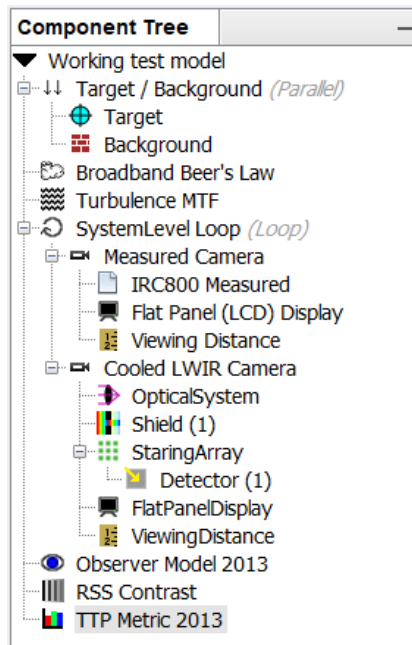 Component Tree
Working test model
Target / Background (Parallel)
Target
Background
Broadband Beer's Law
Turbulence MTF
SystemLevel Loop (Loop)
Measured Camera
IRC800 Measured
Flat Panel (LCD) Display
Viewing Distance
Cooled LWIR Camera
OpticalSystem
Shield (1)
StaringArray
Detector (1)
FlatPanelDisplay
ViewingDistance
Observer Model 2013
RSS Contrast
TTP Metric 2013